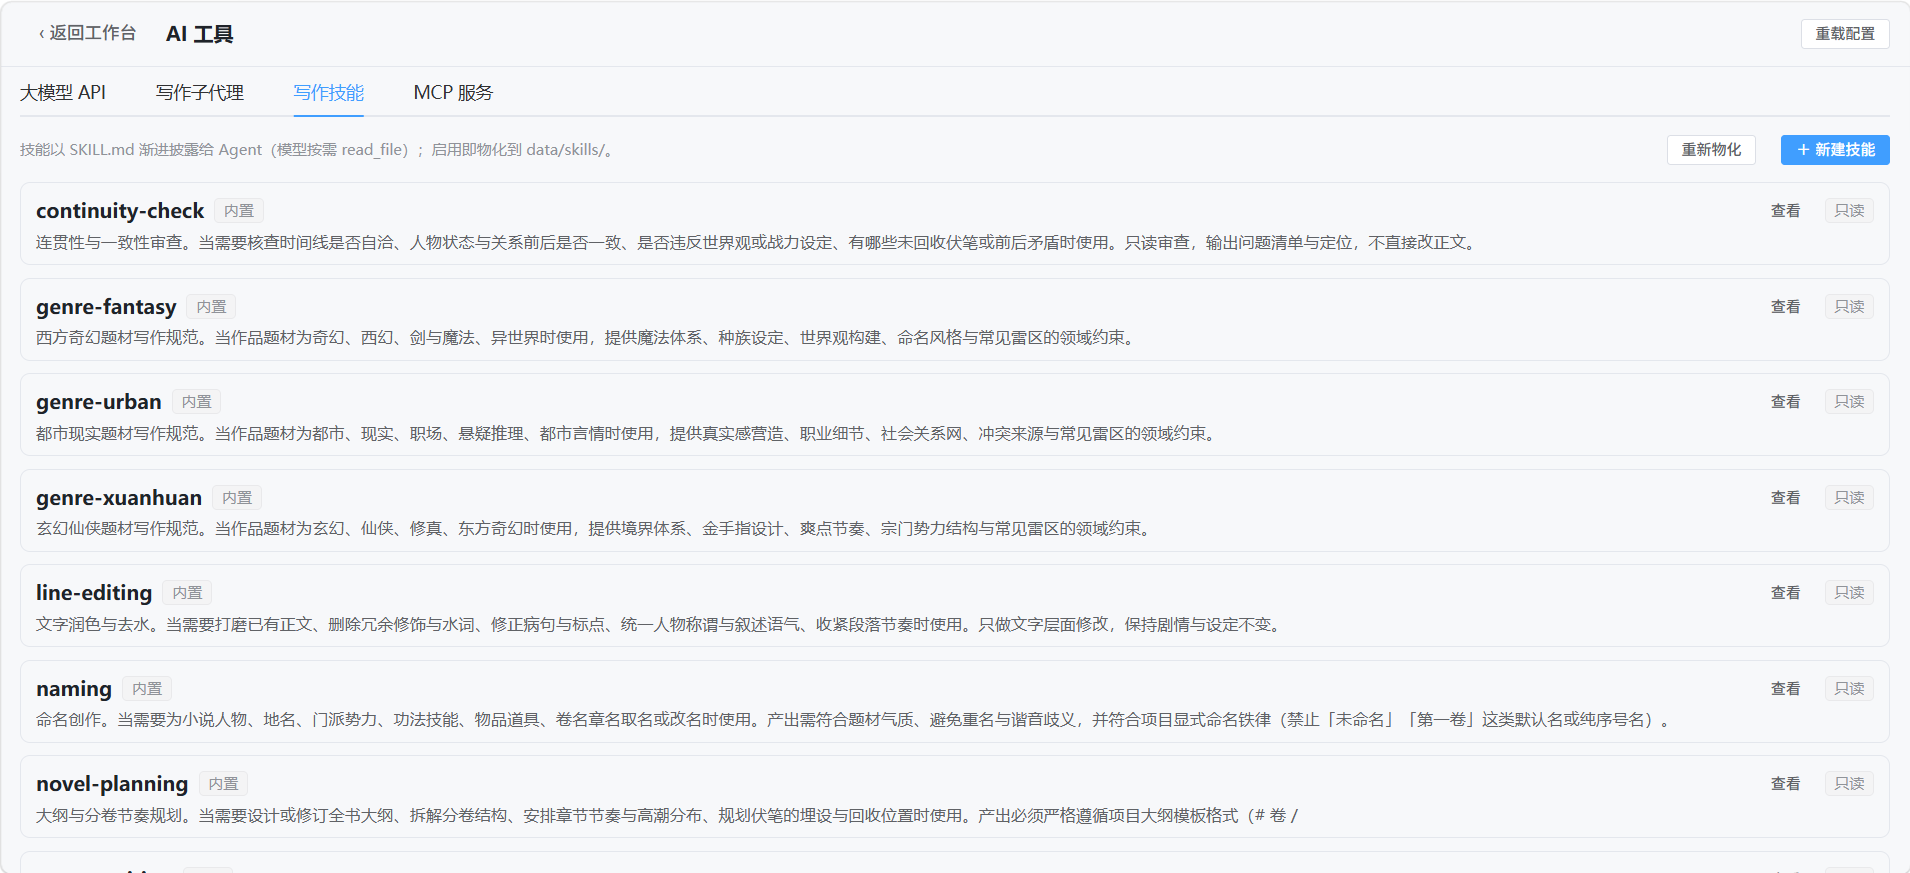 ‹ 返回工作台 AI 工具 重载配置
大模型 API 写作子代理 写作技能 MCP 服务
技能以 SKILL.md 渐进披露给 Agent（模型按需 read_file）；启用即物化到 data/skills/。 重新物化 + 新建技能
continuity-check 内置 查看 只读
连贯性与一致性审查。当需要核查时间线是否自洽、人物状态与关系前后是否一致、是否违反世界观或战力设定、有哪些未回收伏笔或前后矛盾时使用。只读审查，输出问题清单与定位，不直接改正文。
genre-fantasy 内置 查看 只读
西方奇幻题材写作规范。当作品题材为奇幻、西幻、剑与魔法、异世界时使用，提供魔法体系、种族设定、世界观构建、命名风格与常见雷区的领域约束。
genre-urban 内置 查看 只读
都市现实题材写作规范。当作品题材为都市、现实、职场、悬疑推理、都市言情时使用，提供真实感营造、职业细节、社会关系网、冲突来源与常见雷区的领域约束。
genre-xuanhuan 内置 查看 只读
玄幻仙侠题材写作规范。当作品题材为玄幻、仙侠、修真、东方奇幻时使用，提供境界体系、金手指设计、爽点节奏、宗门势力结构与常见雷区的领域约束。
line-editing 内置 查看 只读
文字润色与去水。当需要打磨已有正文、删除冗余修饰与水词、修正病句与标点、统一人物称谓与叙述语气、收紧段落节奏时使用。只做文字层面修改，保持剧情与设定不变。
naming 内置 查看 只读
命名创作。当需要为小说人物、地名、门派势力、功法技能、物品道具、卷名章名取名或改名时使用。产出需符合题材气质、避免重名与谐音歧义，并符合项目显式命名铁律（禁止「未命名」「第一卷」这类默认名或纯序号名）。
novel-planning 内置 查看 只读
大纲与分卷节奏规划。当需要设计或修订全书大纲、拆解分卷结构、安排章节节奏与高潮分布、规划伏笔的埋设与回收位置时使用。产出必须严格遵循项目大纲模板格式（# 卷 /